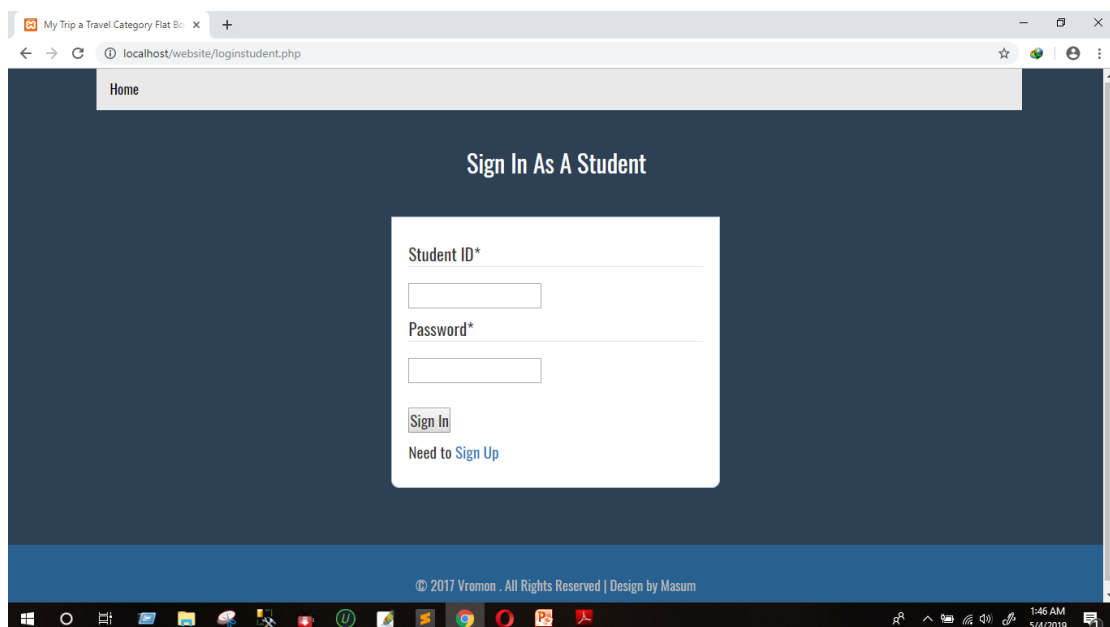 My Trip a Travel Category Flat Bo
localhost/website/loginstudent.php
Home
Sign In As A Student
Student ID*
Password*
Sign In
Need to Sign Up
© 2017 Vromon . All Rights Reserved | Design by Masum
1:46 AM
5/4/2019